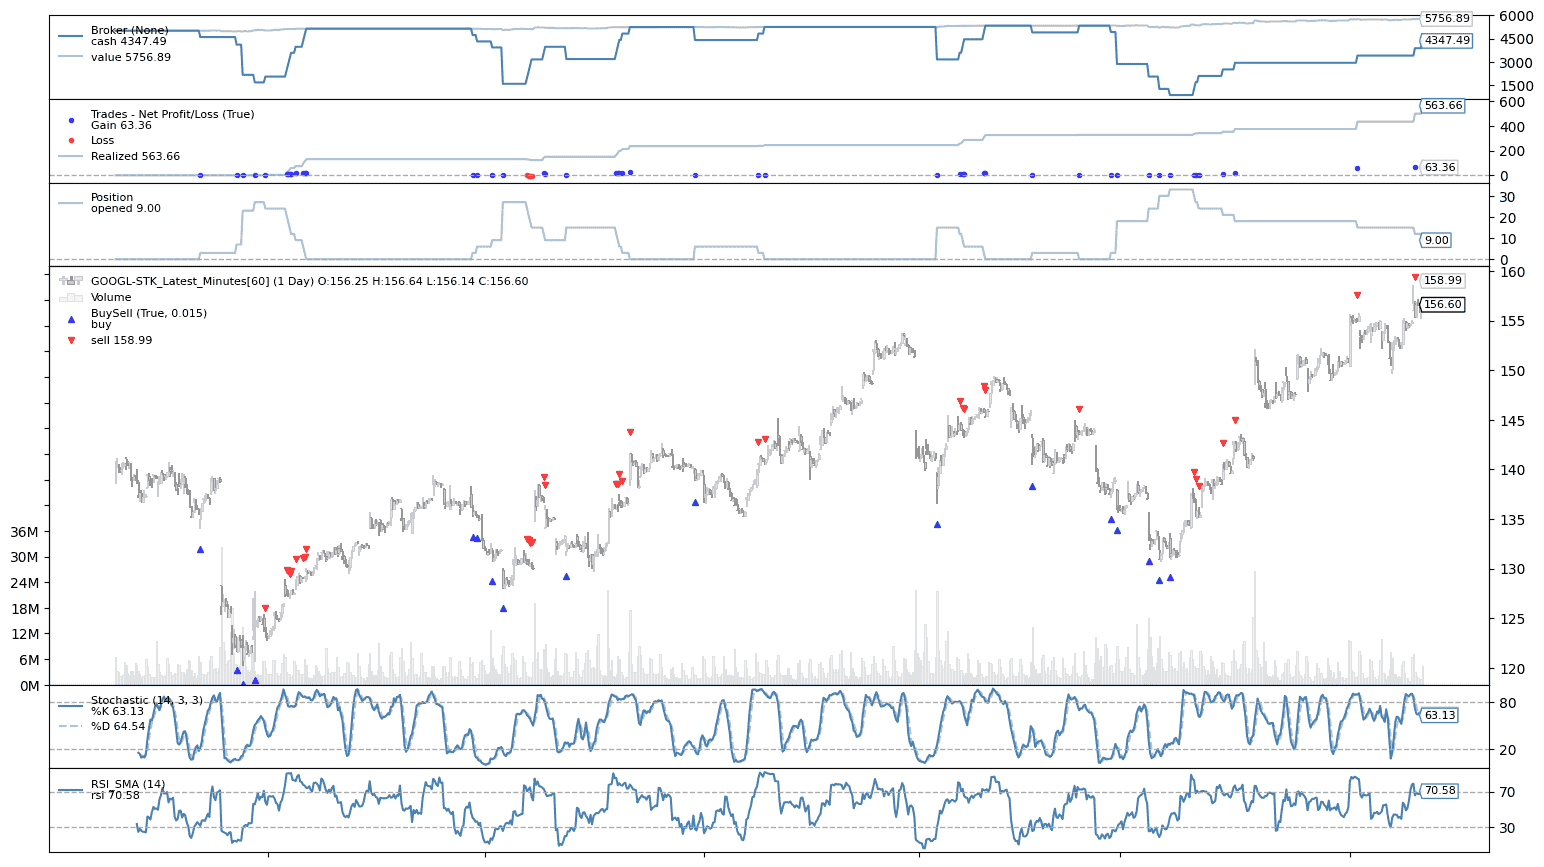 Broker (None)
cash 4347.49
value 5756.89
6000
5756.89
4500
4347.49
3000
1500
Trades - Net Profit/Loss (True)
Gain 63.36
Loss
Realized 563.66
600
563.66
400
200
63.36
0
Position
opened 9.00
30
20
10
9.00
0
GOOGL-STK_Latest_Minutes[60] (1 Day) O:156.25 H:156.64 L:156.14 C:156.60
Volume
BuySell (True, 0.015)
buy
sell 158.99
160
158.99
156.60
155
150
145
140
135
130
125
120
36M
30M
24M
18M
12M
6M
0M
Stochastic (14, 3, 3)
%K 63.13
%D 64.54
80
63.13
20
RSI_SMA (14)
rsi 70.58
70
70.58
30